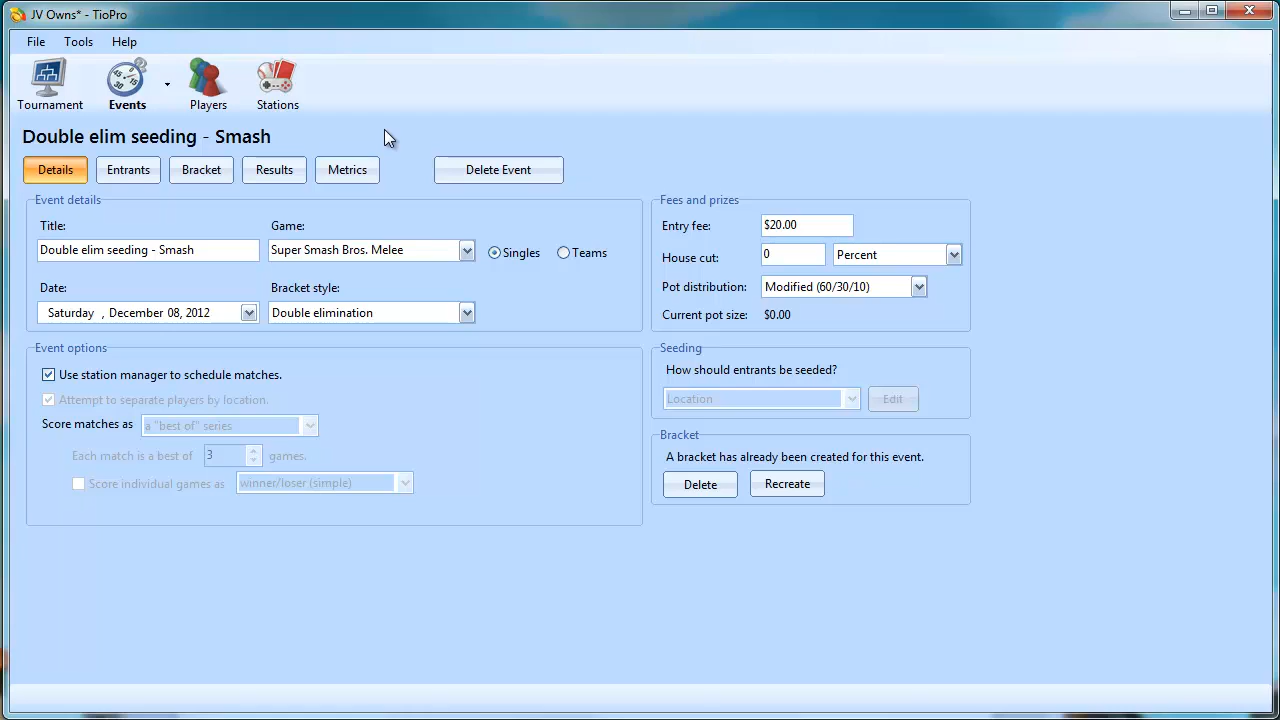 JV Owns* - TioPro
File Tools Help
Tournament Events Players Stations
Double elim seeding - Smash
Details Entrants Bracket Results Metrics Delete Event
Event details
Title: Game:
Double elim seeding - Smash Super Smash Bros. Melee Singles Teams
Date: Bracket style:
Saturday , December 08, 2012 Double elimination
Fees and prizes
Entry fee: $20.00
House cut: 0 Percent
Pot distribution: Modified (60/30/10)
Current pot size: $0.00
Event options
Use station manager to schedule matches.
Attempt to separate players by location.
Score matches as a "best of" series
Each match is a best of 3 games.
Score individual games as winner/loser (simple)
Seeding
How should entrants be seeded?
Location Edit
Bracket
A bracket has already been created for this event.
Delete Recreate